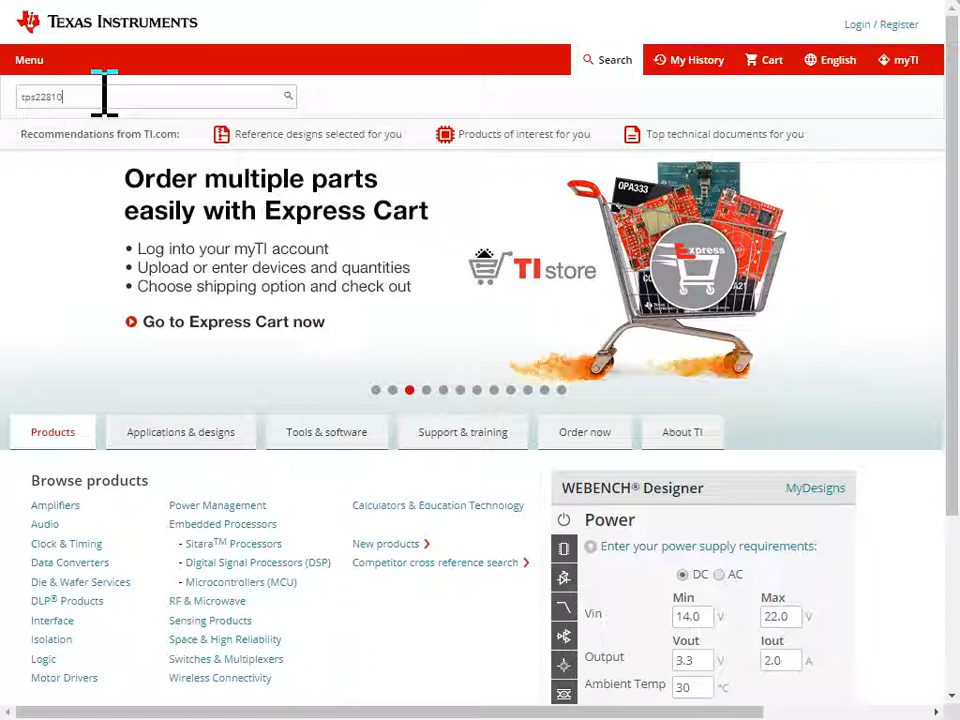 TEXAS INSTRUMENTS
Login / Register
Menu
Search
My History
Cart
English
myTI
tps22810
Recommendations from TI.com:
Reference designs selected for you
Products of interest for you
Top technical documents for you
Order multiple parts
easily with Express Cart
• Log into your myTI account
• Upload or enter devices and quantities
• Choose shipping option and check out
Go to Express Cart now
TI store
OPA333
Express
Products
Applications & designs
Tools & software
Support & training
Order now
About TI
Browse products
Amplifiers
Audio
Clock & Timing
Data Converters
Die & Wafer Services
DLP® Products
Interface
Isolation
Logic
Motor Drivers
Power Management
Embedded Processors
- Sitara™ Processors
- Digital Signal Processors (DSP)
- Microcontrollers (MCU)
RF & Microwave
Sensing Products
Space & High Reliability
Switches & Multiplexers
Wireless Connectivity
Calculators & Education Technology
New products
Competitor cross reference search
WEBENCH® Designer
MyDesigns
Power
Enter your power supply requirements:
DC AC
Min Max
Vin 14.0 V 22.0 V
Vout Iout
Output 3.3 V 2.0 A
Ambient Temp 30 °C